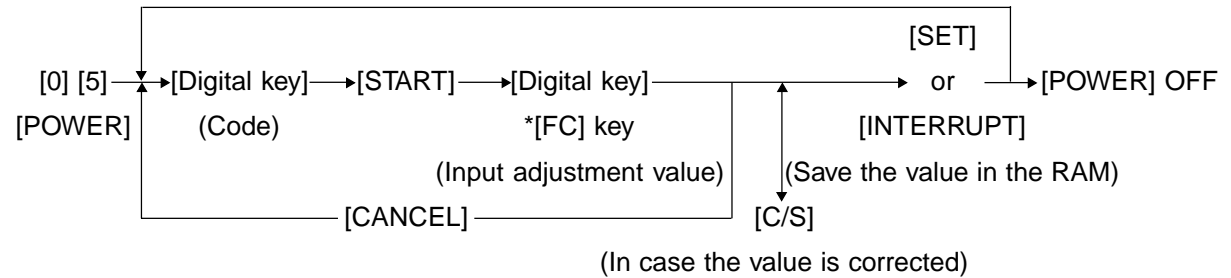 [SET]
[0] [5] [Digital key] [START] [Digital key] or [POWER] OFF
[POWER] (Code) *[FC] key [INTERRUPT]
(Input adjustment value) (Save the value in the RAM)
[CANCEL] [C/S]
(In case the value is corrected)